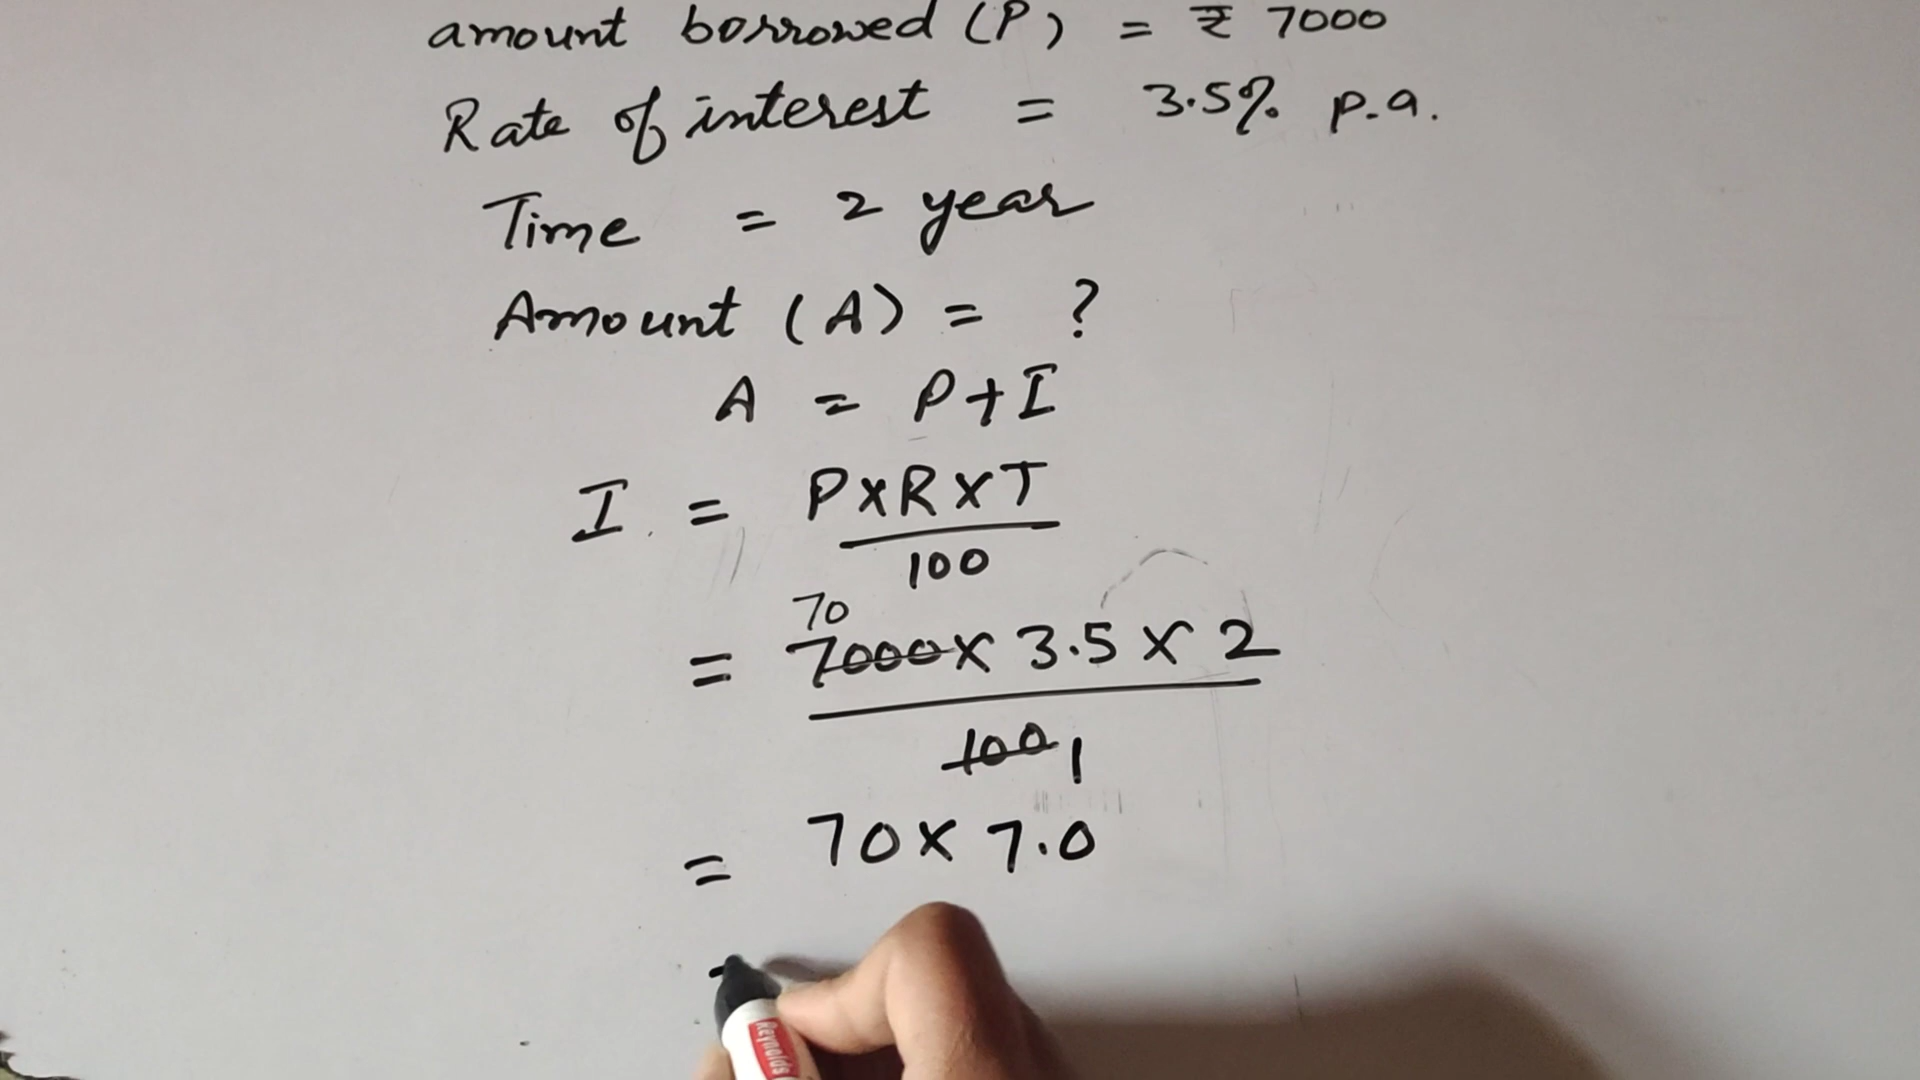 amount borrowed (P) = ₹ 7000
Rate of interest = 3.5% p.a.
Time = 2 year
Amount (A) = ?
A = P+I
I = P×R×T
100
70
= 7000× 3.5 × 2
100 1
= 70× 7.0
Reynolds